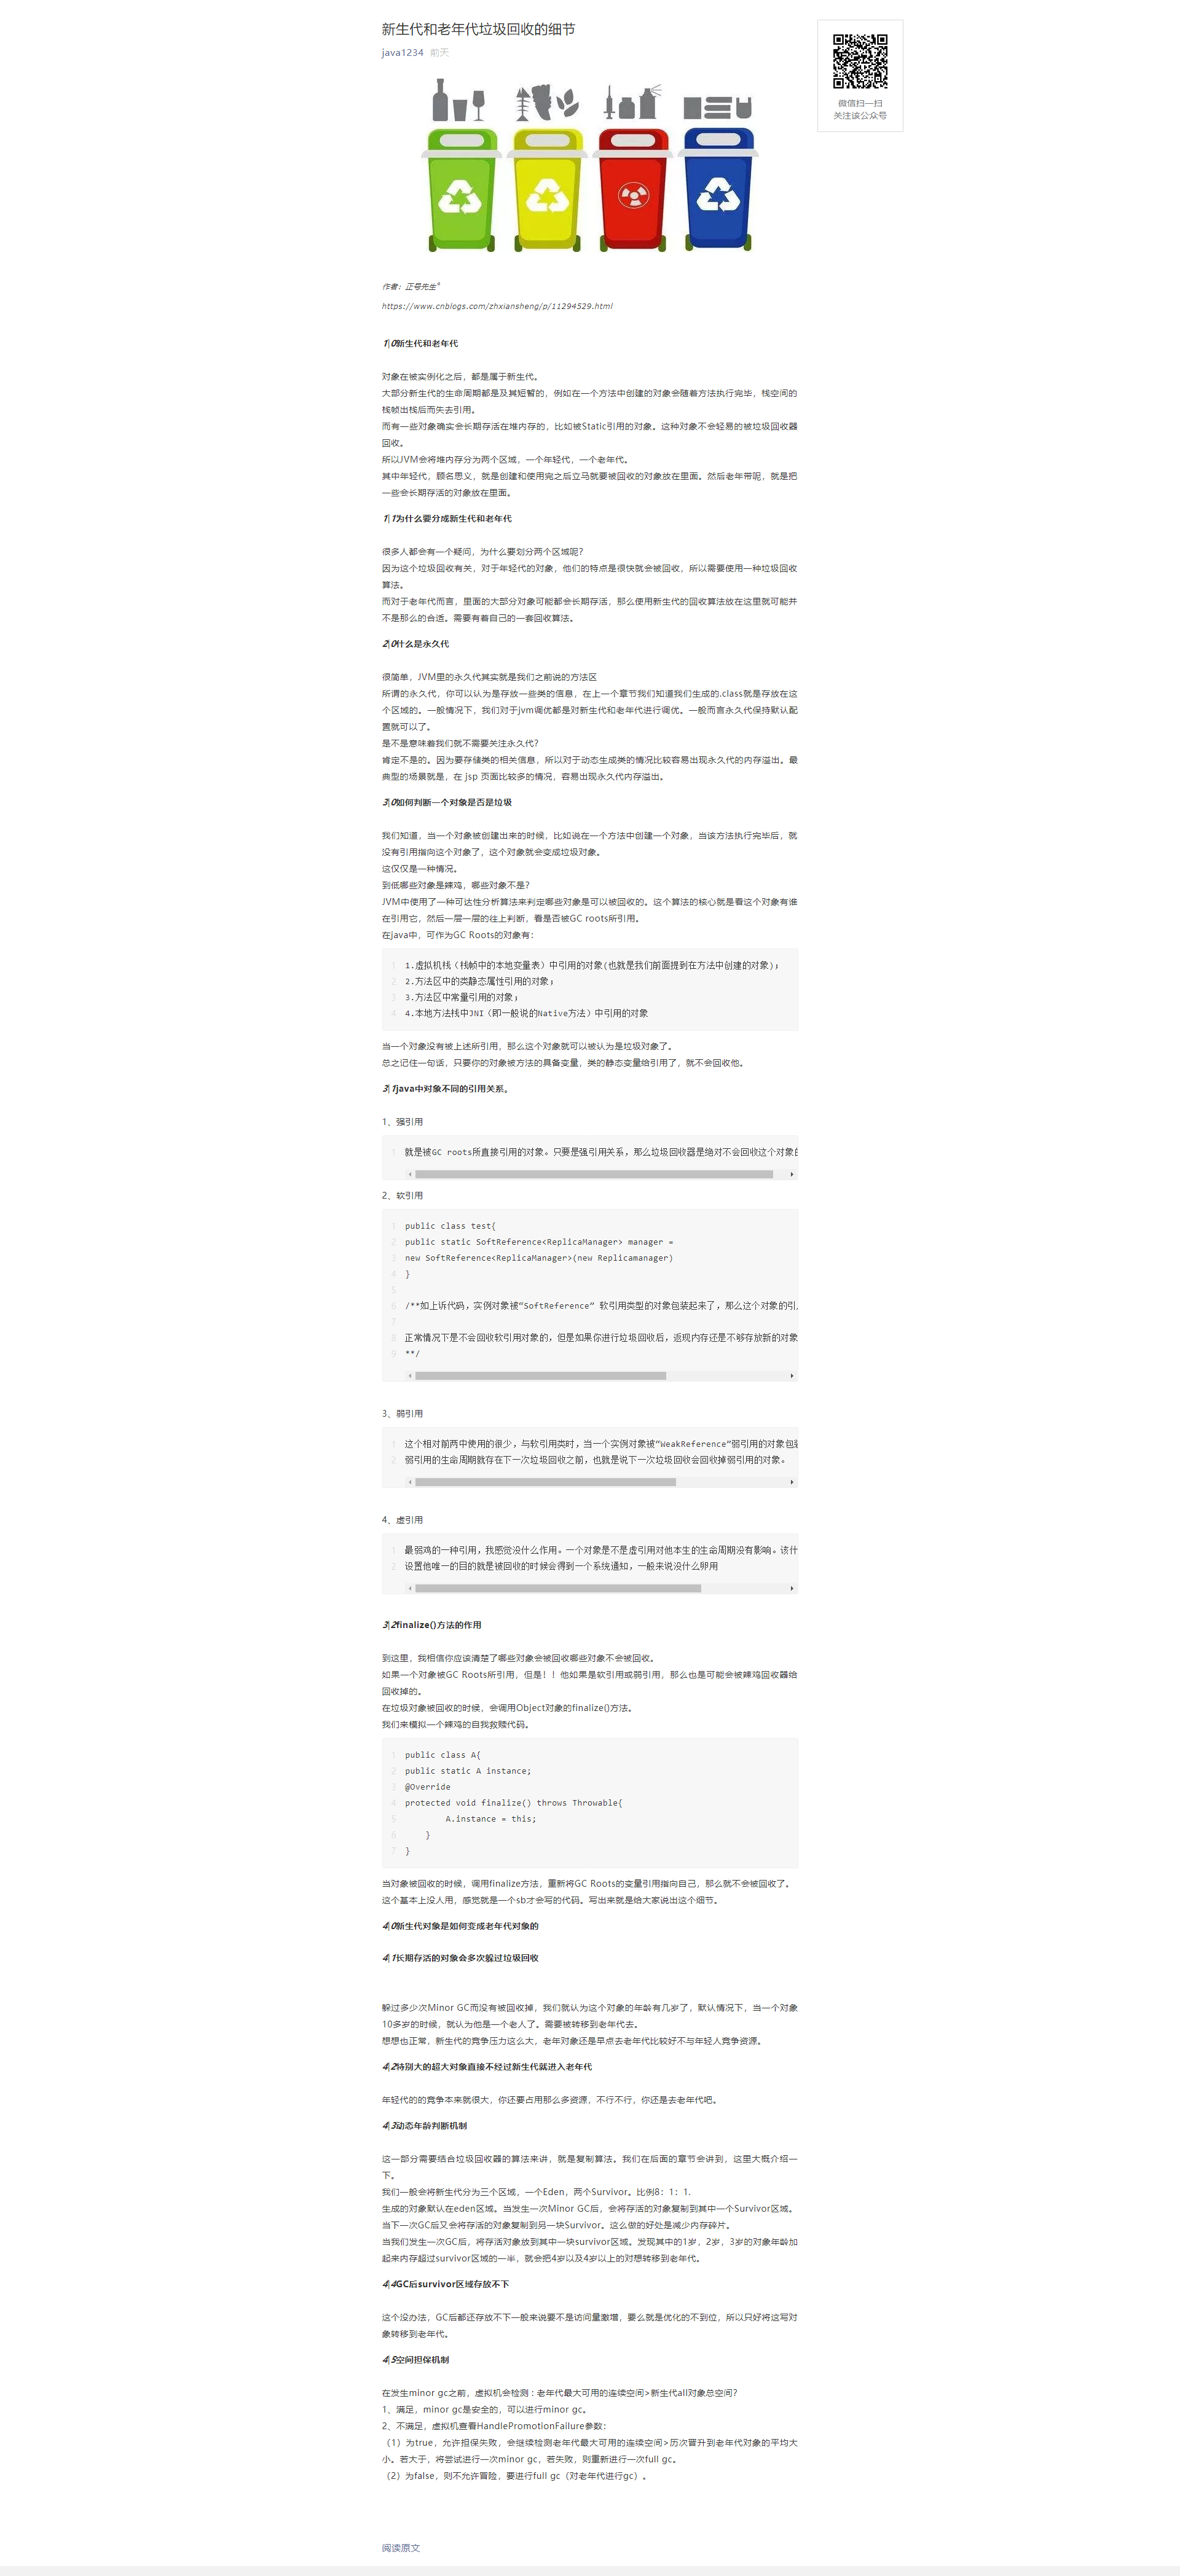 新生代和老年代垃圾回收的细节
java1234 前天
微信扫一扫
关注该公众号
作者：正号先生°
https://www.cnblogs.com/zhxiansheng/p/11294529.html
1|0新生代和老年代
对象在被实例化之后，都是属于新生代。
大部分新生代的生命周期都是及其短暂的，例如在一个方法中创建的对象会随着方法执行完毕，栈空间的
栈帧出栈后而失去引用。
而有一些对象确实会长期存活在堆内存的，比如被Static引用的对象。这种对象不会轻易的被垃圾回收器
回收。
所以JVM会将堆内存分为两个区域，一个年轻代，一个老年代。
其中年轻代，顾名思义，就是创建和使用完之后立马就要被回收的对象放在里面。然后老年带呢，就是把
一些会长期存活的对象放在里面。
1|1为什么要分成新生代和老年代
很多人都会有一个疑问，为什么要划分两个区域呢？
因为这个垃圾回收有关，对于年轻代的对象，他们的特点是很快就会被回收，所以需要使用一种垃圾回收
算法。
而对于老年代而言，里面的大部分对象可能都会长期存活，那么使用新生代的回收算法放在这里就可能并
不是那么的合适。需要有着自己的一套回收算法。
2|0什么是永久代
很简单，JVM里的永久代其实就是我们之前说的方法区
所谓的永久代，你可以认为是存放一些类的信息，在上一个章节我们知道我们生成的.class就是存放在这
个区域的。一般情况下，我们对于jvm调优都是对新生代和老年代进行调优。一般而言永久代保持默认配
置就可以了。
是不是意味着我们就不需要关注永久代？
肯定不是的。因为要存储类的相关信息，所以对于动态生成类的情况比较容易出现永久代的内存溢出。最
典型的场景就是，在 jsp 页面比较多的情况，容易出现永久代内存溢出。
3|0如何判断一个对象是否是垃圾
我们知道，当一个对象被创建出来的时候，比如说在一个方法中创建一个对象，当该方法执行完毕后，就
没有引用指向这个对象了，这个对象就会变成垃圾对象。
这仅仅是一种情况。
到低哪些对象是辣鸡，哪些对象不是？
JVM中使用了一种可达性分析算法来判定哪些对象是可以被回收的。这个算法的核心就是看这个对象有谁
在引用它，然后一层一层的往上判断，看是否被GC roots所引用。
在java中，可作为GC Roots的对象有：
1 1.虚拟机栈（栈帧中的本地变量表）中引用的对象(也就是我们前面提到在方法中创建的对象)；
2 2.方法区中的类静态属性引用的对象；
3 3.方法区中常量引用的对象；
4 4.本地方法栈中JNI（即一般说的Native方法）中引用的对象
当一个对象没有被上述所引用，那么这个对象就可以被认为是垃圾对象了。
总之记住一句话，只要你的对象被方法的具备变量，类的静态变量给引用了，就不会回收他。
3|1java中对象不同的引用关系。
1、强引用
1 就是被GC roots所直接引用的对象。只要是强引用关系，那么垃圾回收器是绝对不会回收这个对象
2、软引用
1 public class test{
2 public static SoftReference<ReplicaManager> manager =
3 new SoftReference<ReplicaManager>(new Replicamanager)
4 }
5
6 /**如上诉代码，实例对象被“SoftReference” 软引用类型的对象包装起来了，那么这个对象的引
7
8 正常情况下是不会回收软引用对象的，但是如果你进行垃圾回收后，返现内存还是不够存放新的对象
9 **/
3、弱引用
1 这个相对前两中使用的很少，与软引用类时，当一个实例对象被“WeakReference”弱引用的对象包装
2 弱引用的生命周期就存在下一次垃圾回收之前，也就是说下一次垃圾回收会回收掉弱引用的对象。
4、虚引用
1 最弱鸡的一种引用，我感觉没什么作用。一个对象是不是虚引用对他本生的生命周期没有影响。该什
2 设置他唯一的目的就是被回收的时候会得到一个系统通知，一般来说没什么卵用
3|2finalize()方法的作用
到这里，我相信你应该清楚了哪些对象会被回收哪些对象不会被回收。
如果一个对象被GC Roots所引用，但是！！他如果是软引用或弱引用，那么也是可能会被辣鸡回收器给
回收掉的。
在垃圾对象被回收的时候，会调用Object对象的finalize()方法。
我们来模拟一个辣鸡的自我救赎代码。
1 public class A{
2 public static A instance;
3 @Override
4 protected void finalize() throws Throwable{
5 A.instance = this;
6 }
7 }
当对象被回收的时候，调用finalize方法，重新将GC Roots的变量引用指向自己，那么就不会被回收了。
这个基本上没人用，感觉就是一个sb才会写的代码。写出来就是给大家说出这个细节。
4|0新生代对象是如何变成老年代对象的
4|1长期存活的对象会多次躲过垃圾回收
躲过多少次Minor GC而没有被回收掉，我们就认为这个对象的年龄有几岁了，默认情况下，当一个对象
10多岁的时候，就认为他是一个老人了。需要被转移到老年代去。
想想也正常，新生代的竞争压力这么大，老年对象还是早点去老年代比较好不与年轻人竞争资源。
4|2特别大的超大对象直接不经过新生代就进入老年代
年轻代的的竞争本来就很大，你还要占用那么多资源，不行不行，你还是去老年代吧。
4|3动态年龄判断机制
这一部分需要结合垃圾回收器的算法来讲，就是复制算法。我们在后面的章节会讲到，这里大概介绍一
下。
我们一般会将新生代分为三个区域，一个Eden，两个Survivor。比例8：1：1.
生成的对象默认在eden区域。当发生一次Minor GC后，会将存活的对象复制到其中一个Survivor区域。
当下一次GC后又会将存活的对象复制到另一块Survivor。这么做的好处是减少内存碎片。
当我们发生一次GC后，将存活对象放到其中一块survivor区域。发现其中的1岁，2岁，3岁的对象年龄加
起来内存超过survivor区域的一半，就会把4岁以及4岁以上的对想转移到老年代。
4|4GC后survivor区域存放不下
这个没办法，GC后都还存放不下一般来说要不是访问量激增，要么就是优化的不到位，所以只好将这写对
象转移到老年代。
4|5空间担保机制
在发生minor gc之前，虚拟机会检测 : 老年代最大可用的连续空间>新生代all对象总空间？
1、满足，minor gc是安全的，可以进行minor gc。
2、不满足，虚拟机查看HandlePromotionFailure参数：
（1）为true，允许担保失败，会继续检测老年代最大可用的连续空间>历次晋升到老年代对象的平均大
小。若大于，将尝试进行一次minor gc，若失败，则重新进行一次full gc。
（2）为false，则不允许冒险，要进行full gc（对老年代进行gc）。
阅读原文